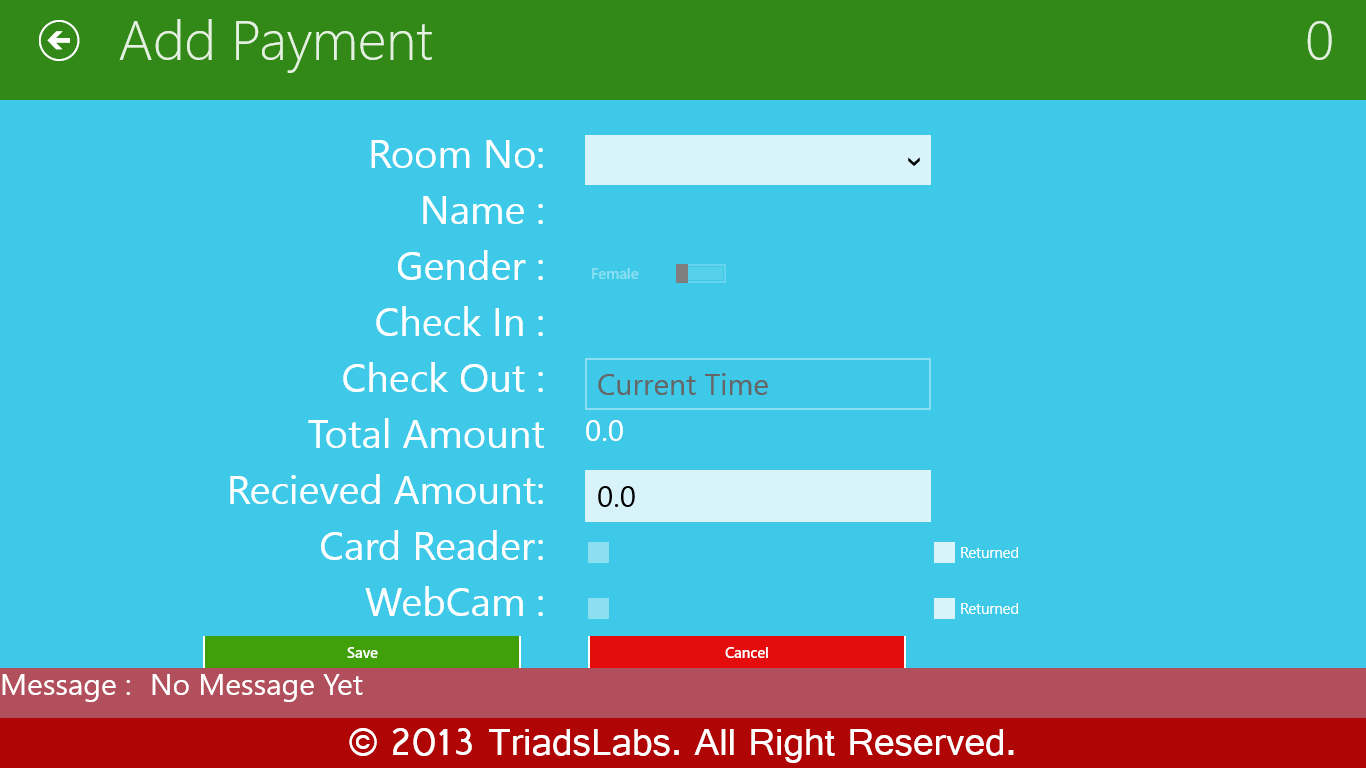 Add Payment 0
Room No:
Name :
Gender : Female
Check In :
Check Out : Current Time
Total Amount 0.0
Recieved Amount: 0.0
Card Reader: Returned
WebCam : Returned
Save Cancel
Message : No Message Yet
© 2013 TriadsLabs. All Right Reserved.